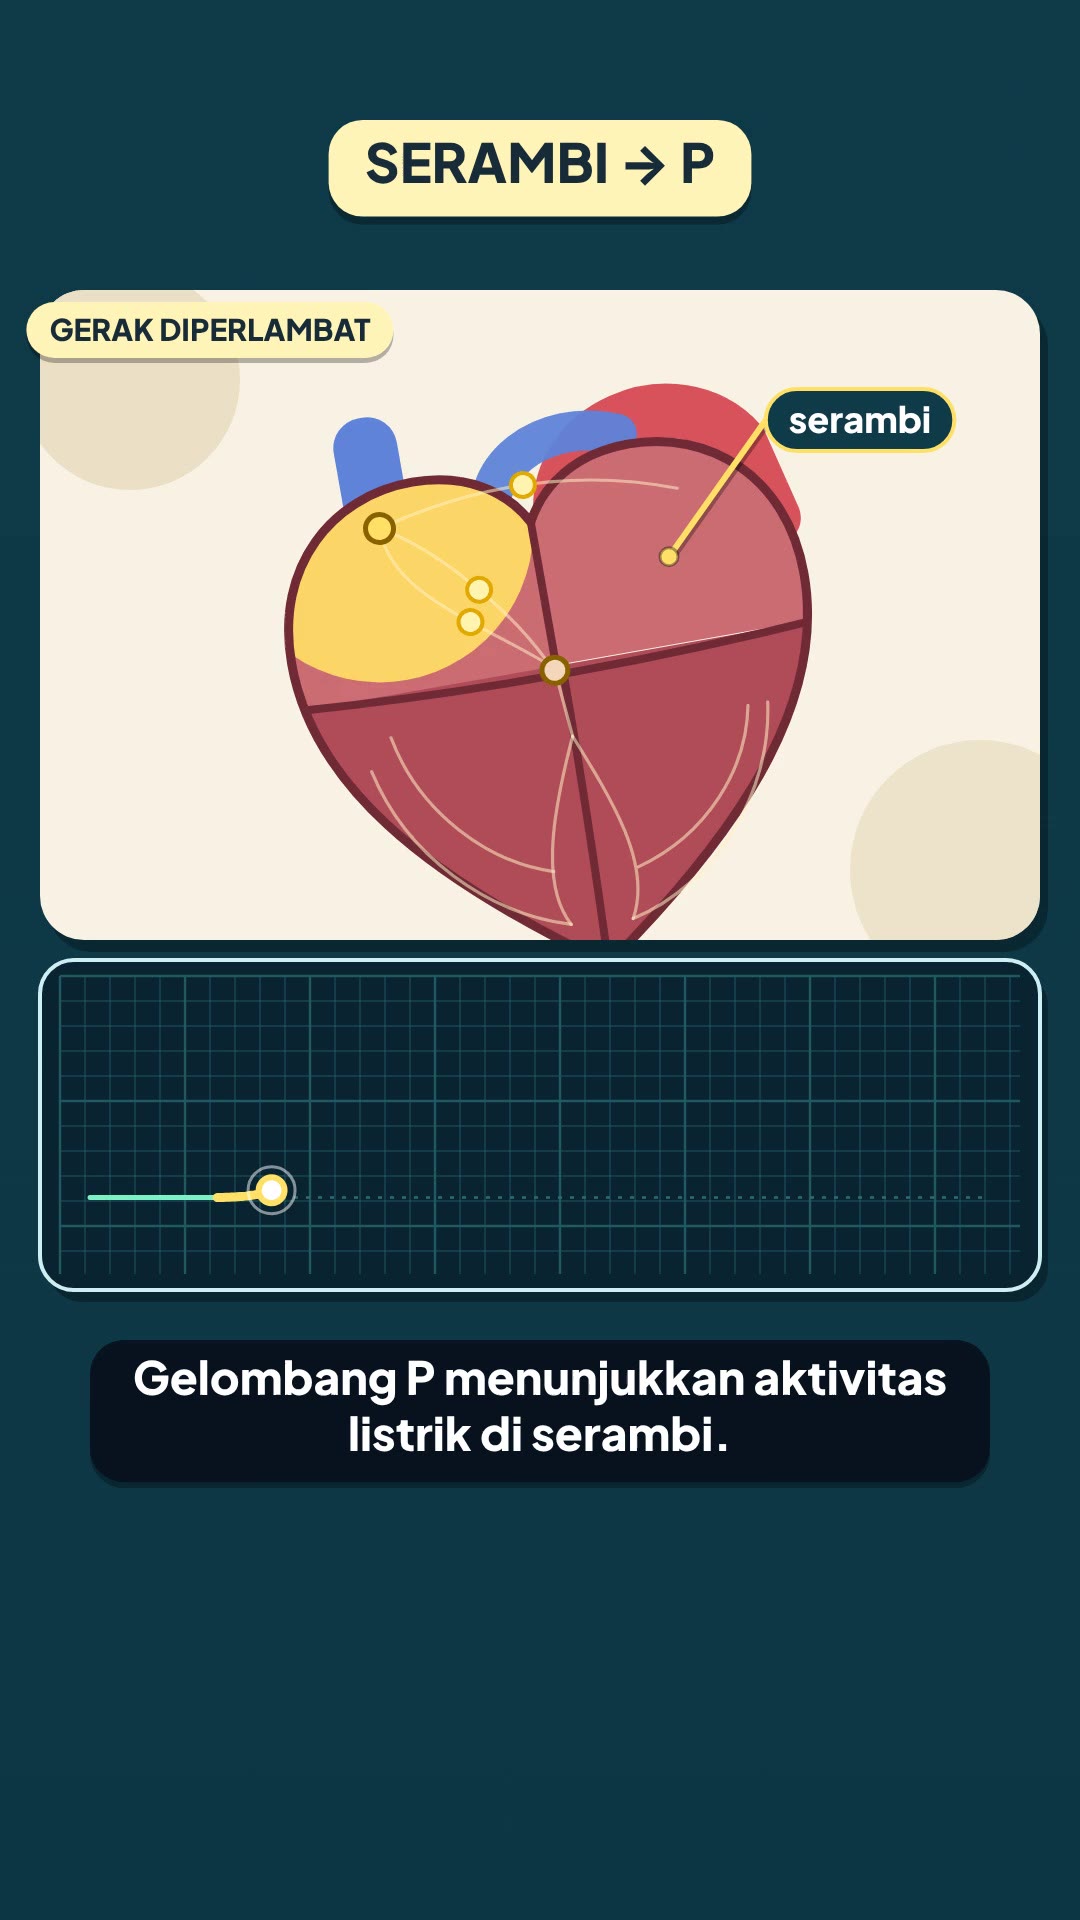 SERAMBI → P
GERAK DIPERLAMBAT
serambi
Gelombang P menunjukkan aktivitas
listrik di serambi.